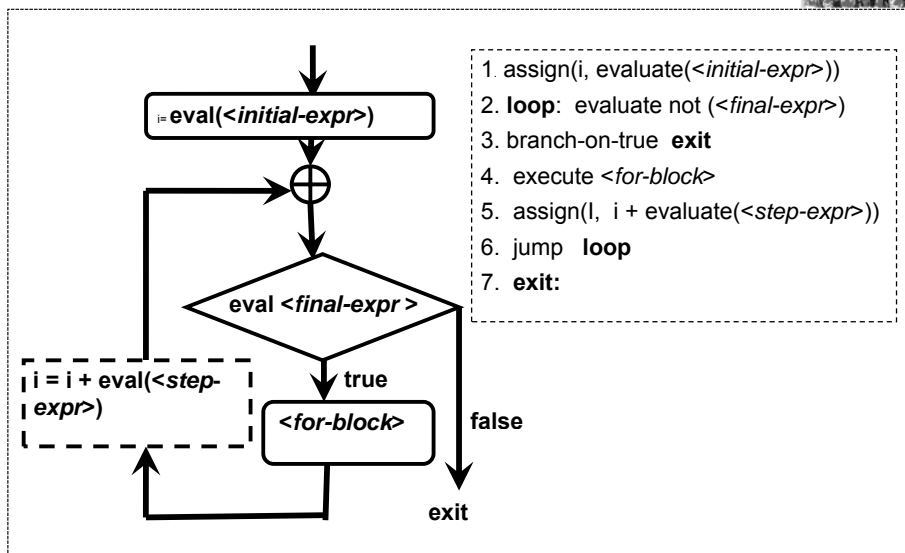 i= eval(<initial-expr>)
eval <final-expr >
true
false
<for-block>
i = i + eval(<step-
expr>)
exit
1. assign(i, evaluate(<initial-expr>))
2. loop: evaluate not (<final-expr>)
3. branch-on-true exit
4. execute <for-block>
5. assign(I, i + evaluate(<step-expr>))
6. jump loop
7. exit: